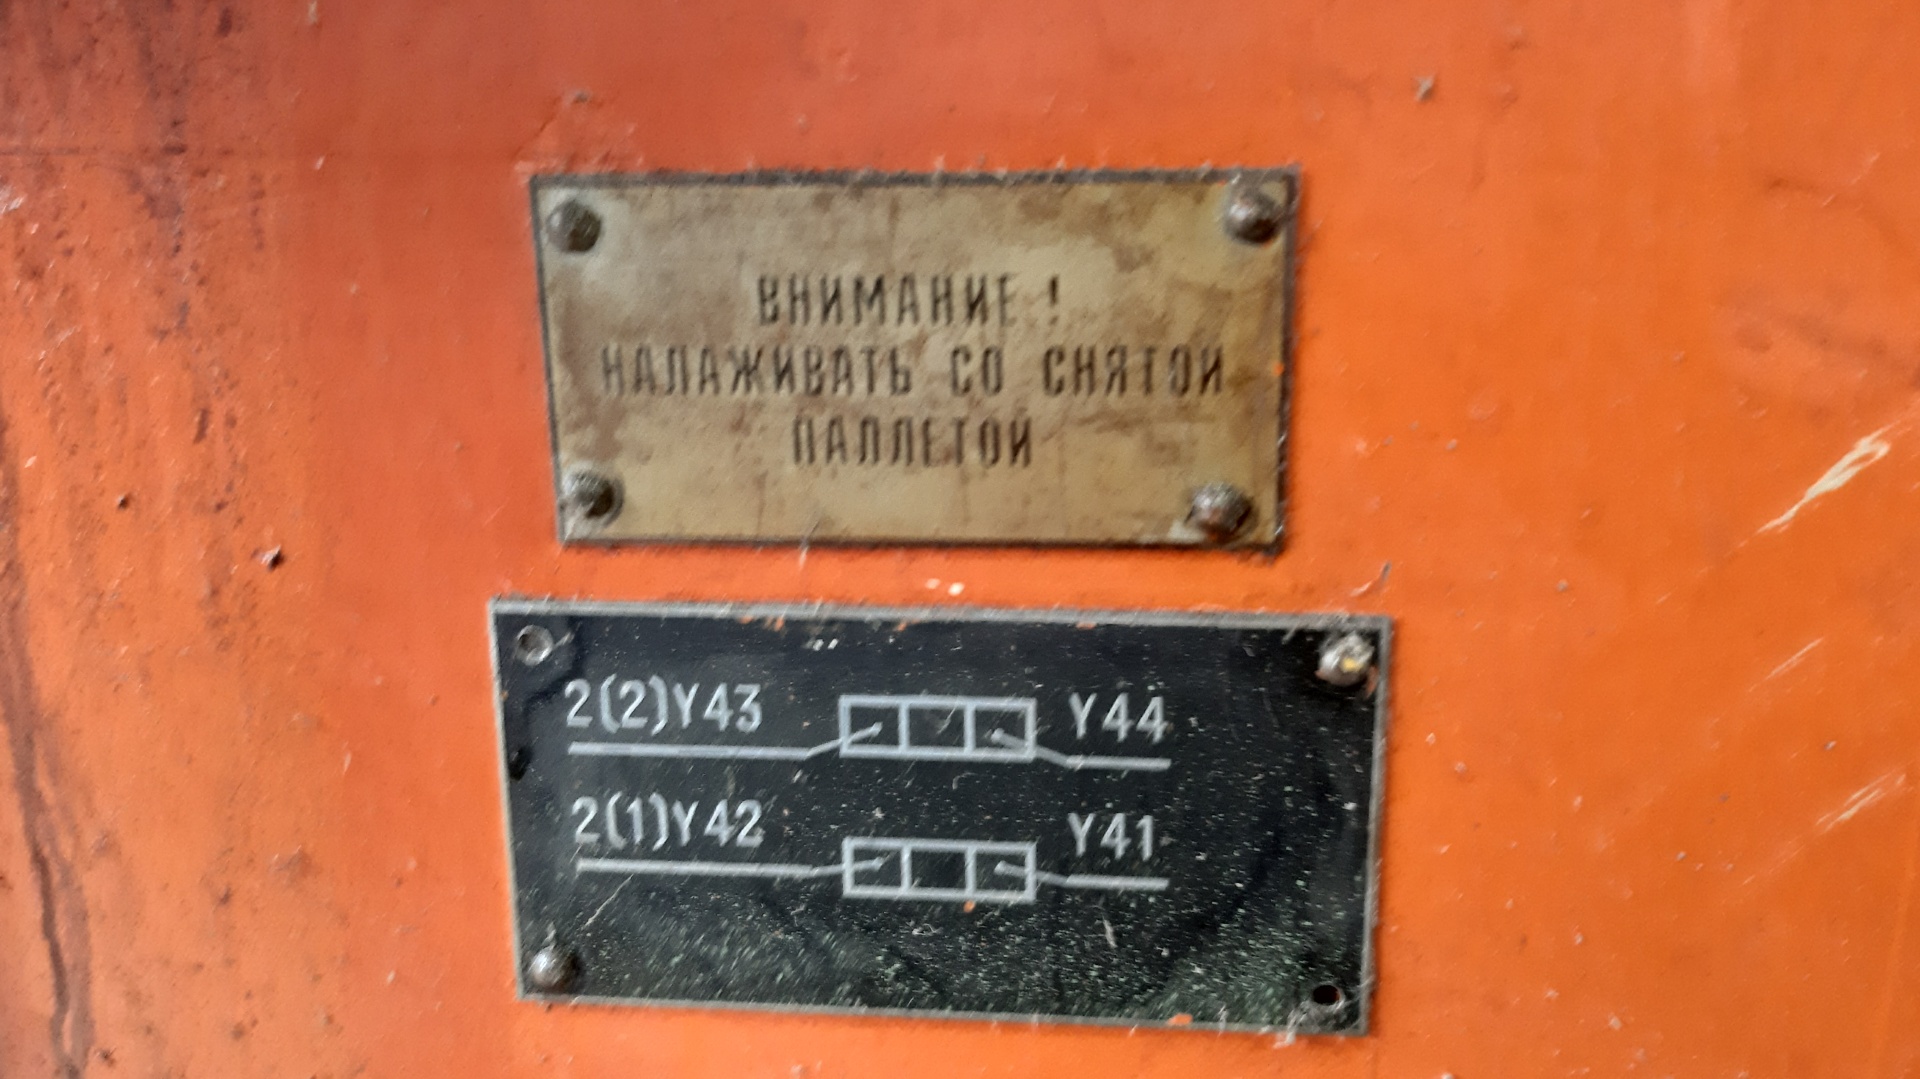 ВНИМАНИЕ!
НАЛАЖИВАТЬ СО СНЯТОЙ
ПАЛЛЕТОЙ
2(2)Y43 Y44
2(1)Y42 Y41